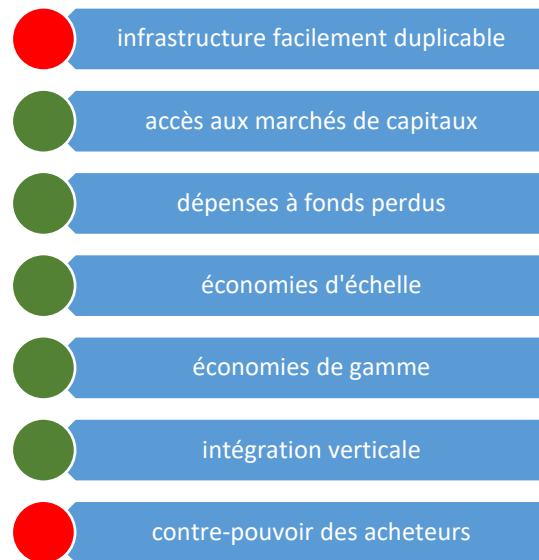 infrastructure facilement duplicable
accès aux marchés de capitaux
dépenses à fonds perdus
économies d'échelle
économies de gamme
intégration verticale
contre-pouvoir des acheteurs